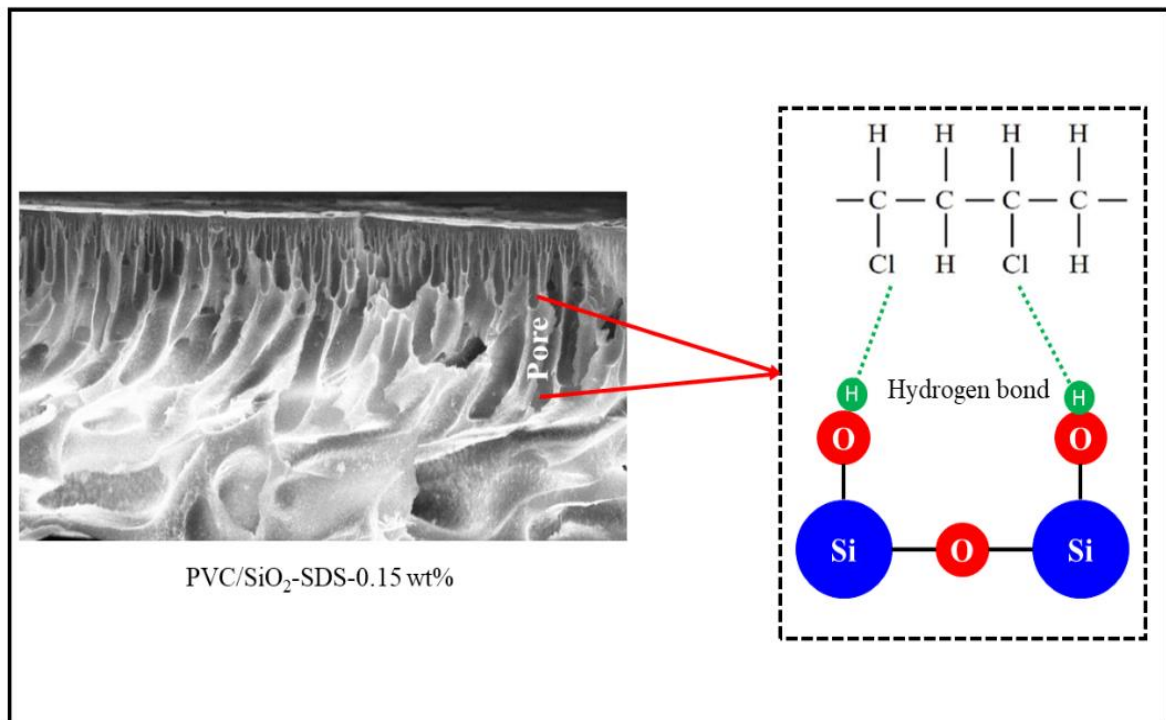 H H H H
C C C C
Cl H Cl H
Pore
H Hydrogen bond H
O O
Si O Si
PVC/SiO₂-SDS-0.15 wt%